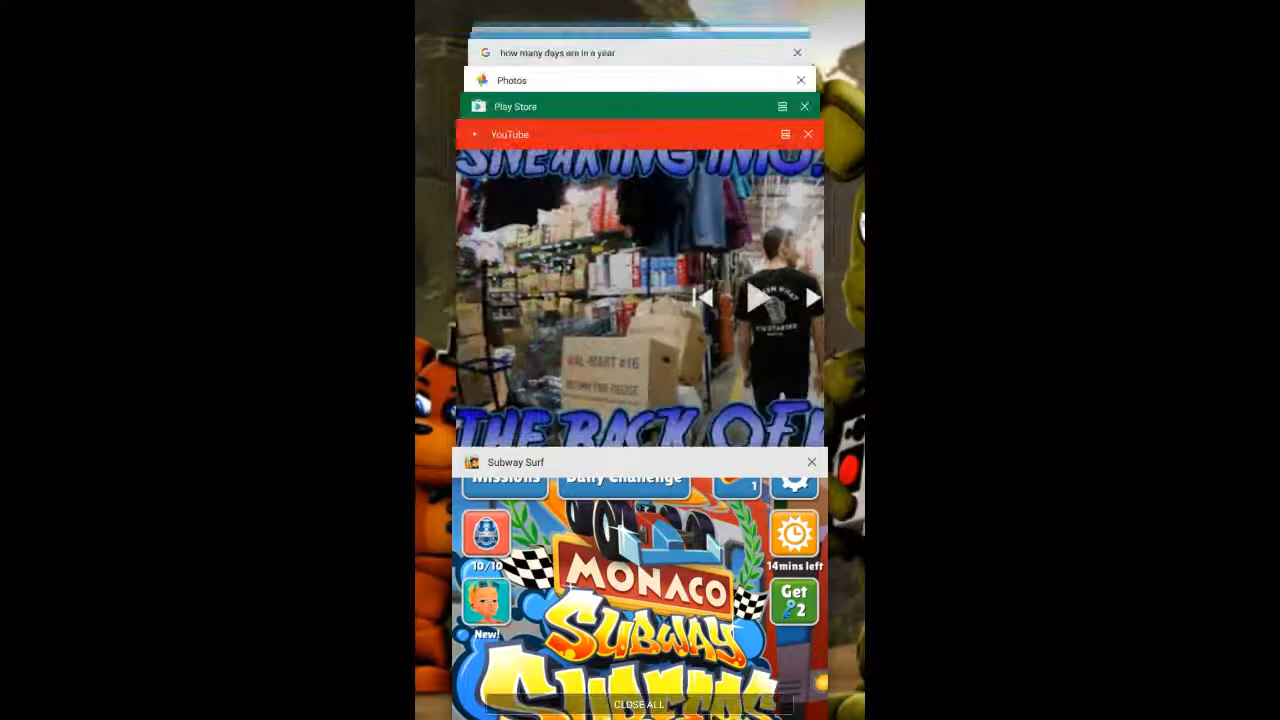 how many days are in a year
Photos
Play Store
YouTube
SNEAKING INTO
WAL-MART #16
THE BACK OF
Subway Surf
Missions
Daily Challenge
1
10/10
14mins left
MONACO
Get
2
New!
SUBWAY
SURFERS
CLOSE ALL